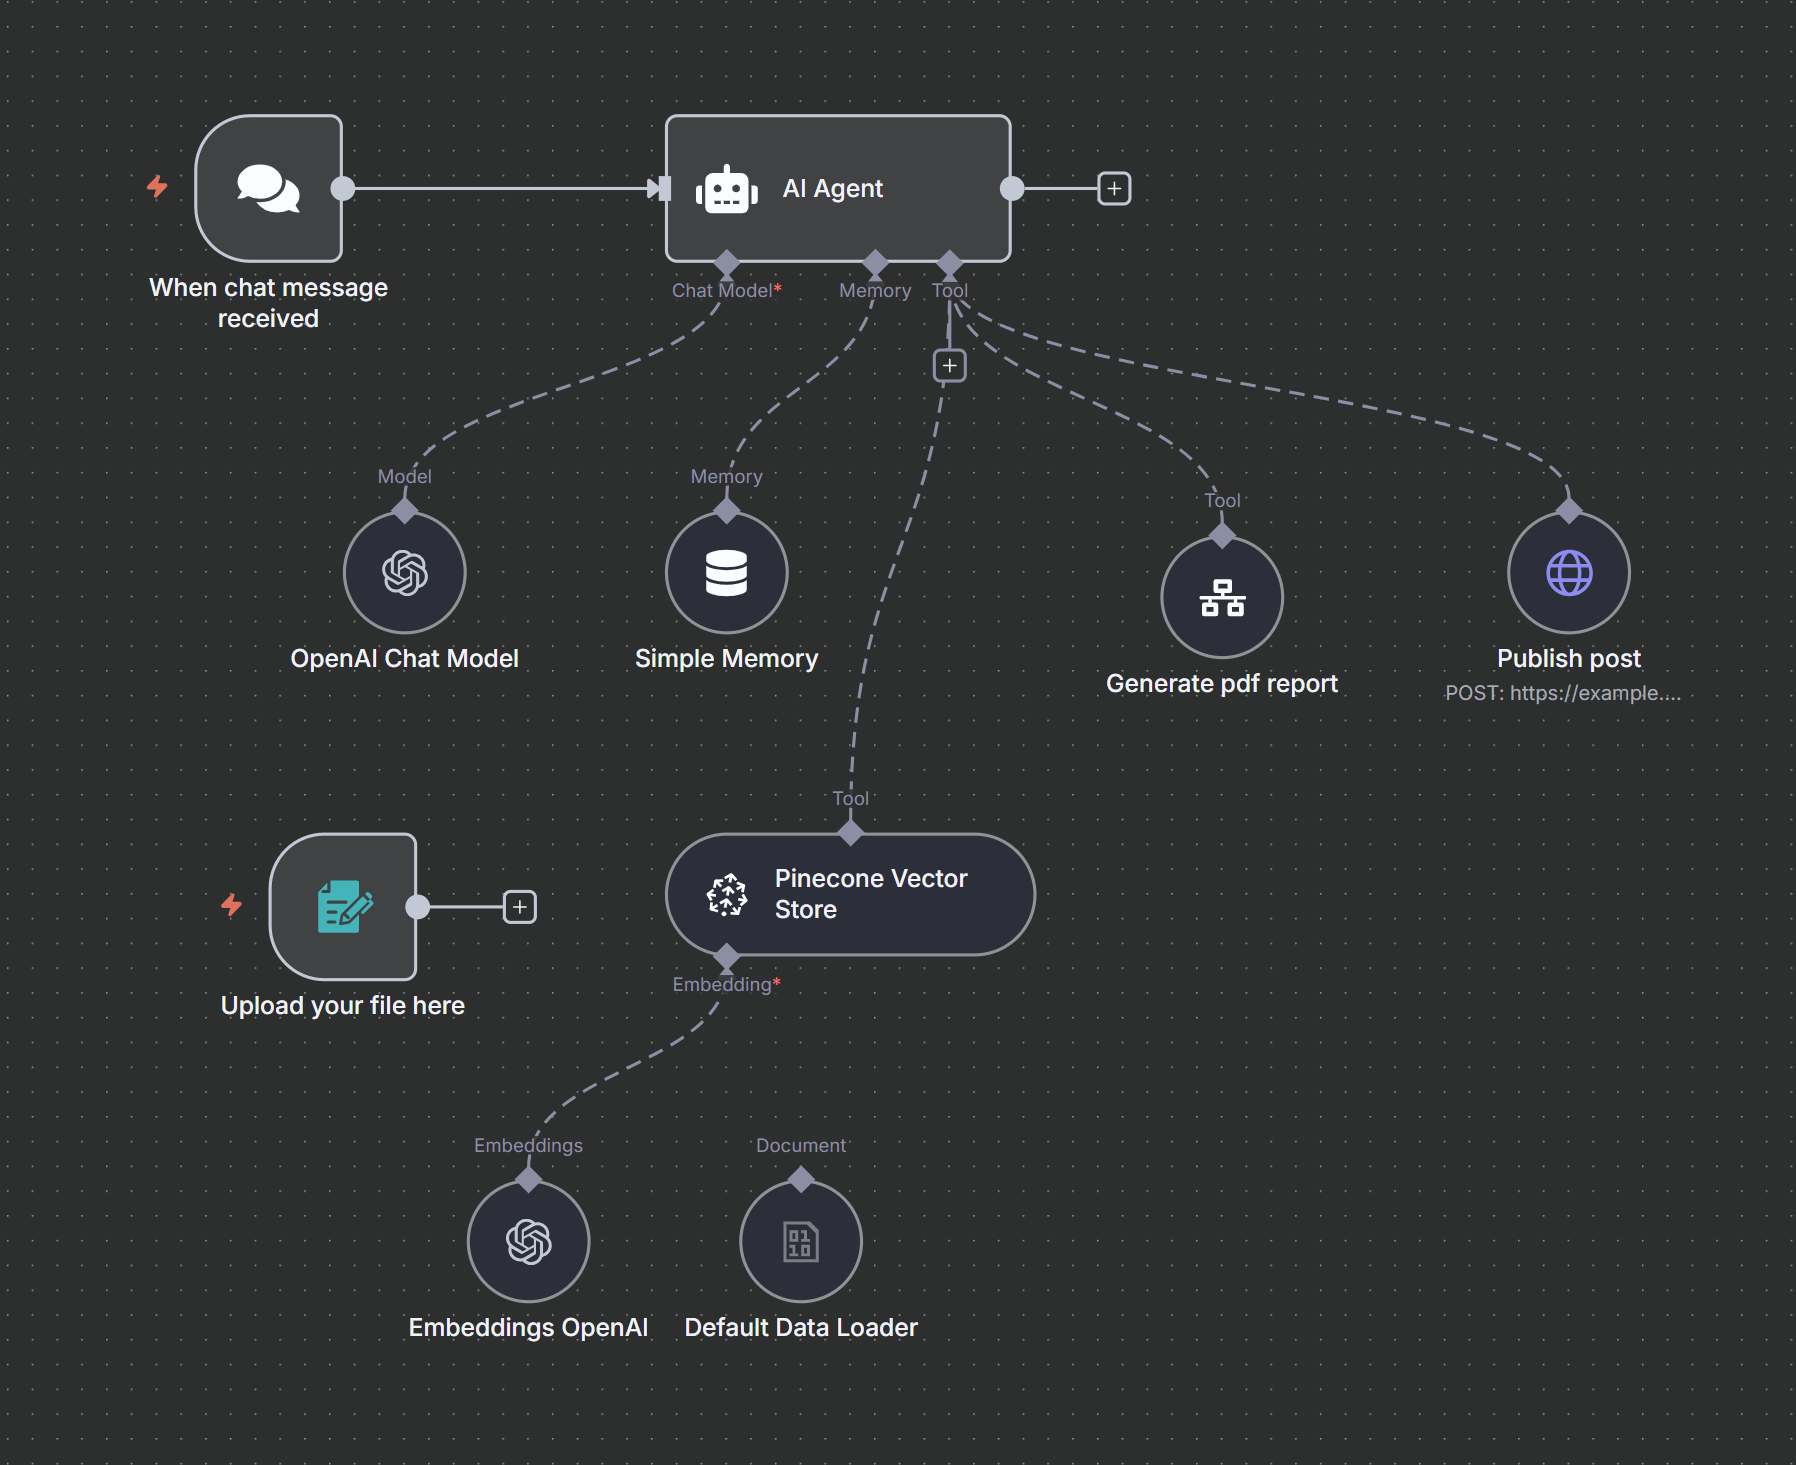 AI Agent
When chat message
received
Chat Model*
Memory
Tool
Model
Memory
Tool
OpenAI Chat Model
Simple Memory
Generate pdf report
Publish post
POST: https://example....
Tool
Pinecone Vector
Store
Upload your file here
Embedding*
Embeddings
Document
0110
Embeddings OpenAI
Default Data Loader